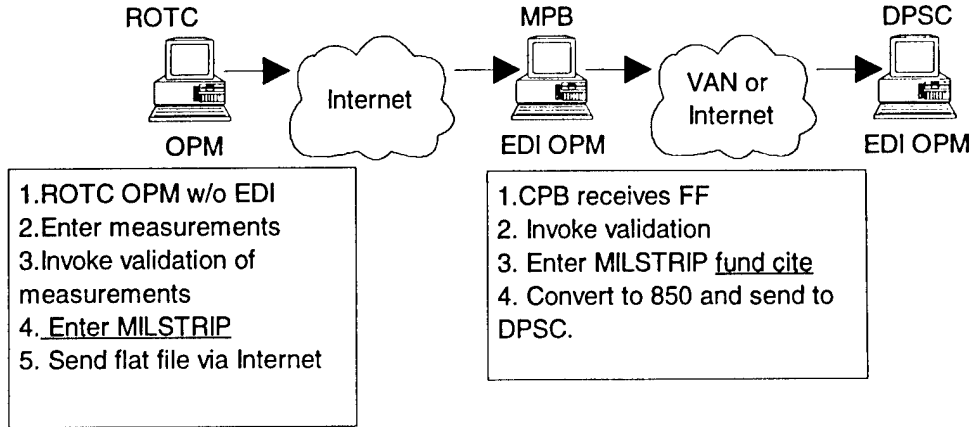 ROTC
MPB
DPSC
Internet
VAN or
Internet
OPM
EDI OPM
EDI OPM
1.ROTC OPM w/o EDI
2.Enter measurements
3.Invoke validation of
measurements
4. Enter MILSTRIP
5. Send flat file via Internet
1.CPB receives FF
2. Invoke validation
3. Enter MILSTRIP fund cite
4. Convert to 850 and send to
DPSC.